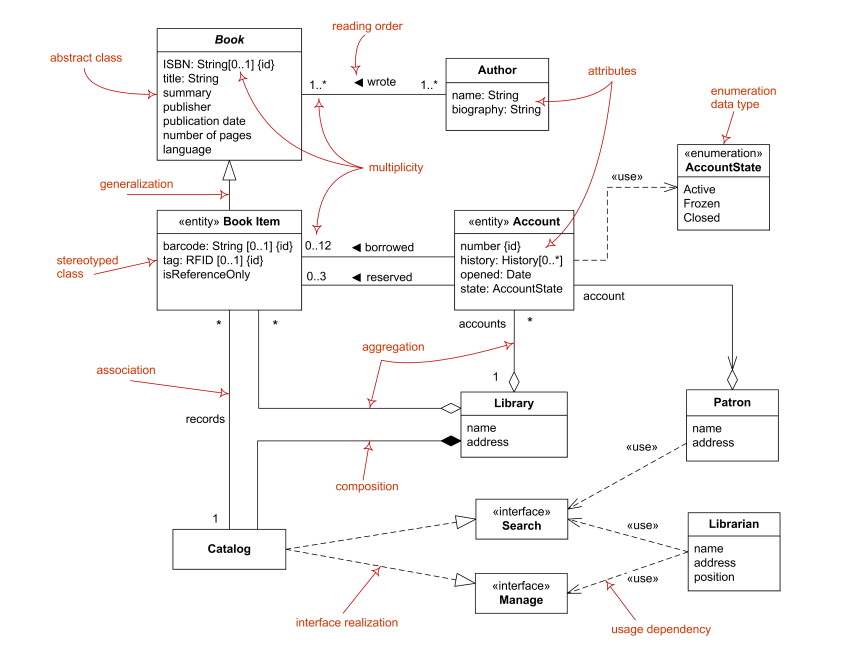 reading order
Book
abstract class
ISBN: String[0..1] {id}
title: String
summary
publisher
publication date
number of pages
language
1..*
◄ wrote
1..*
Author
name: String
biography: String
attributes
enumeration
data type
multiplicity
«enumeration»
AccountState
Active
Frozen
Closed
«use»
generalization
«entity» Book Item
barcode: String [0..1] {id}
tag: RFID [0..1] {id}
isReferenceOnly
stereotyped
class
0..12
◄ borrowed
0..3
◄ reserved
«entity» Account
number {id}
history: History[0..*]
opened: Date
state: AccountState
account
*
*
accounts
*
aggregation
association
1
records
Library
name
address
Patron
name
address
«use»
composition
1
Catalog
«interface»
Search
«use»
Librarian
name
address
position
«use»
«interface»
Manage
interface realization
usage dependency